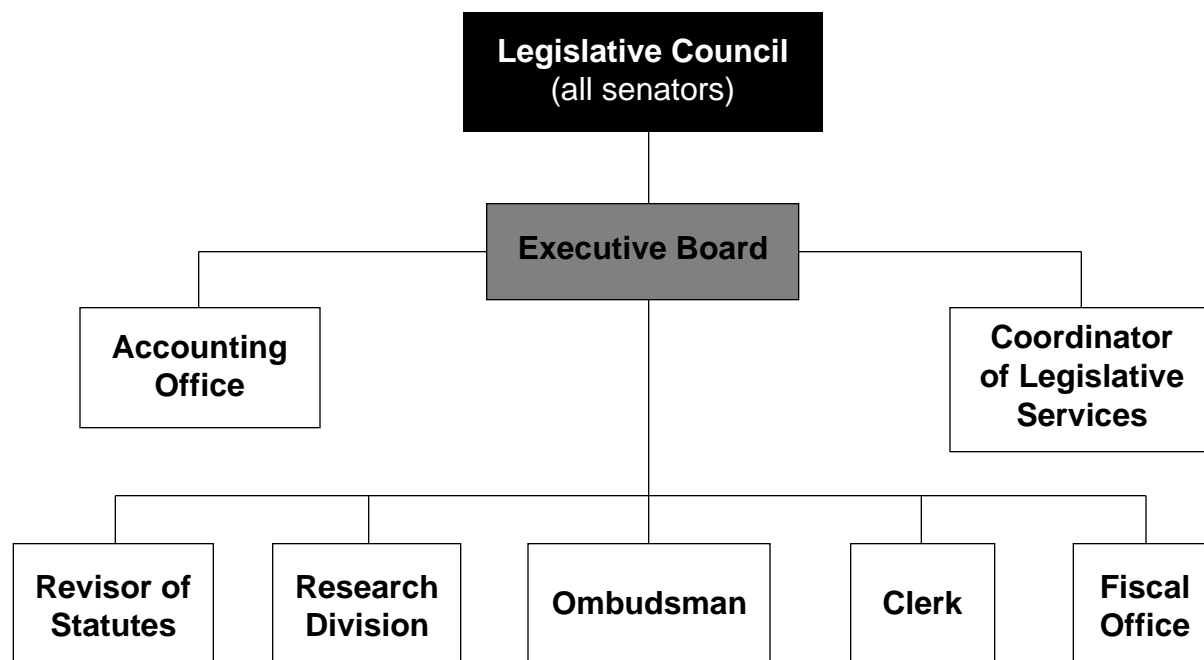 Legislative Council
(all senators)
Executive Board
Accounting
Office
Coordinator
of Legislative
Services
Revisor of
Statutes
Research
Division
Ombudsman
Clerk
Fiscal
Office